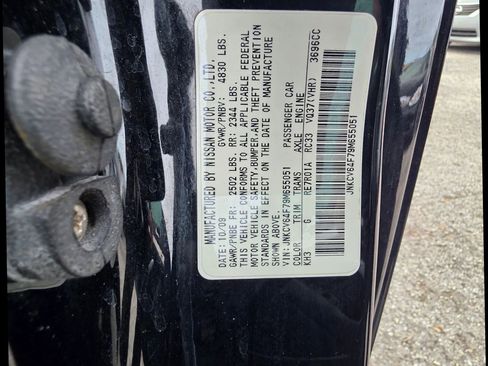 MANUFACTURED BY NISSAN MOTOR CO.,LTD.
DATE: 10/09 GVWR/PNBV: 4830 LBS.
GAWR/PNBE FR: 2502 LBS. RR: 2344 LBS.
THIS VEHICLE CONFORMS TO ALL APPLICABLE FEDERAL
MOTOR VEHICLE SAFETY,BUMPER,AND THEFT PREVENTION
STANDARDS IN EFFECT ON THE DATE OF MANUFACTURE
SHOWN ABOVE.
VIN: JNKCV64F79M655051 PASSENGER CAR
COLOR TRIM TRANS AXLE ENGINE
KH3 G RE7R01A RC33 VQ37(VHR) 3696CC
JNKCV64F79M655051